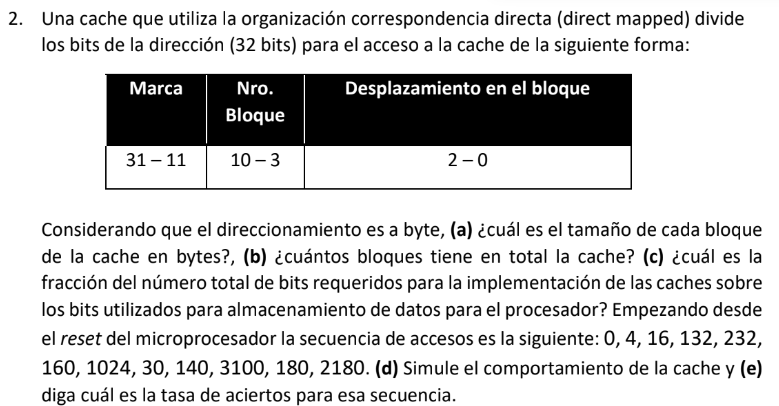 2. Una cache que utiliza la organización correspondencia directa (direct mapped) divide
los bits de la dirección (32 bits) para el acceso a la cache de la siguiente forma:
Marca Nro. Desplazamiento en el bloque
Bloque
31 – 11 10 – 3 2 – 0
Considerando que el direccionamiento es a byte, (a) ¿cuál es el tamaño de cada bloque
de la cache en bytes?, (b) ¿cuántos bloques tiene en total la cache? (c) ¿cuál es la
fracción del número total de bits requeridos para la implementación de las caches sobre
los bits utilizados para almacenamiento de datos para el procesador? Empezando desde
el reset del microprocesador la secuencia de accesos es la siguiente: 0, 4, 16, 132, 232,
160, 1024, 30, 140, 3100, 180, 2180. (d) Simule el comportamiento de la cache y (e)
diga cuál es la tasa de aciertos para esa secuencia.